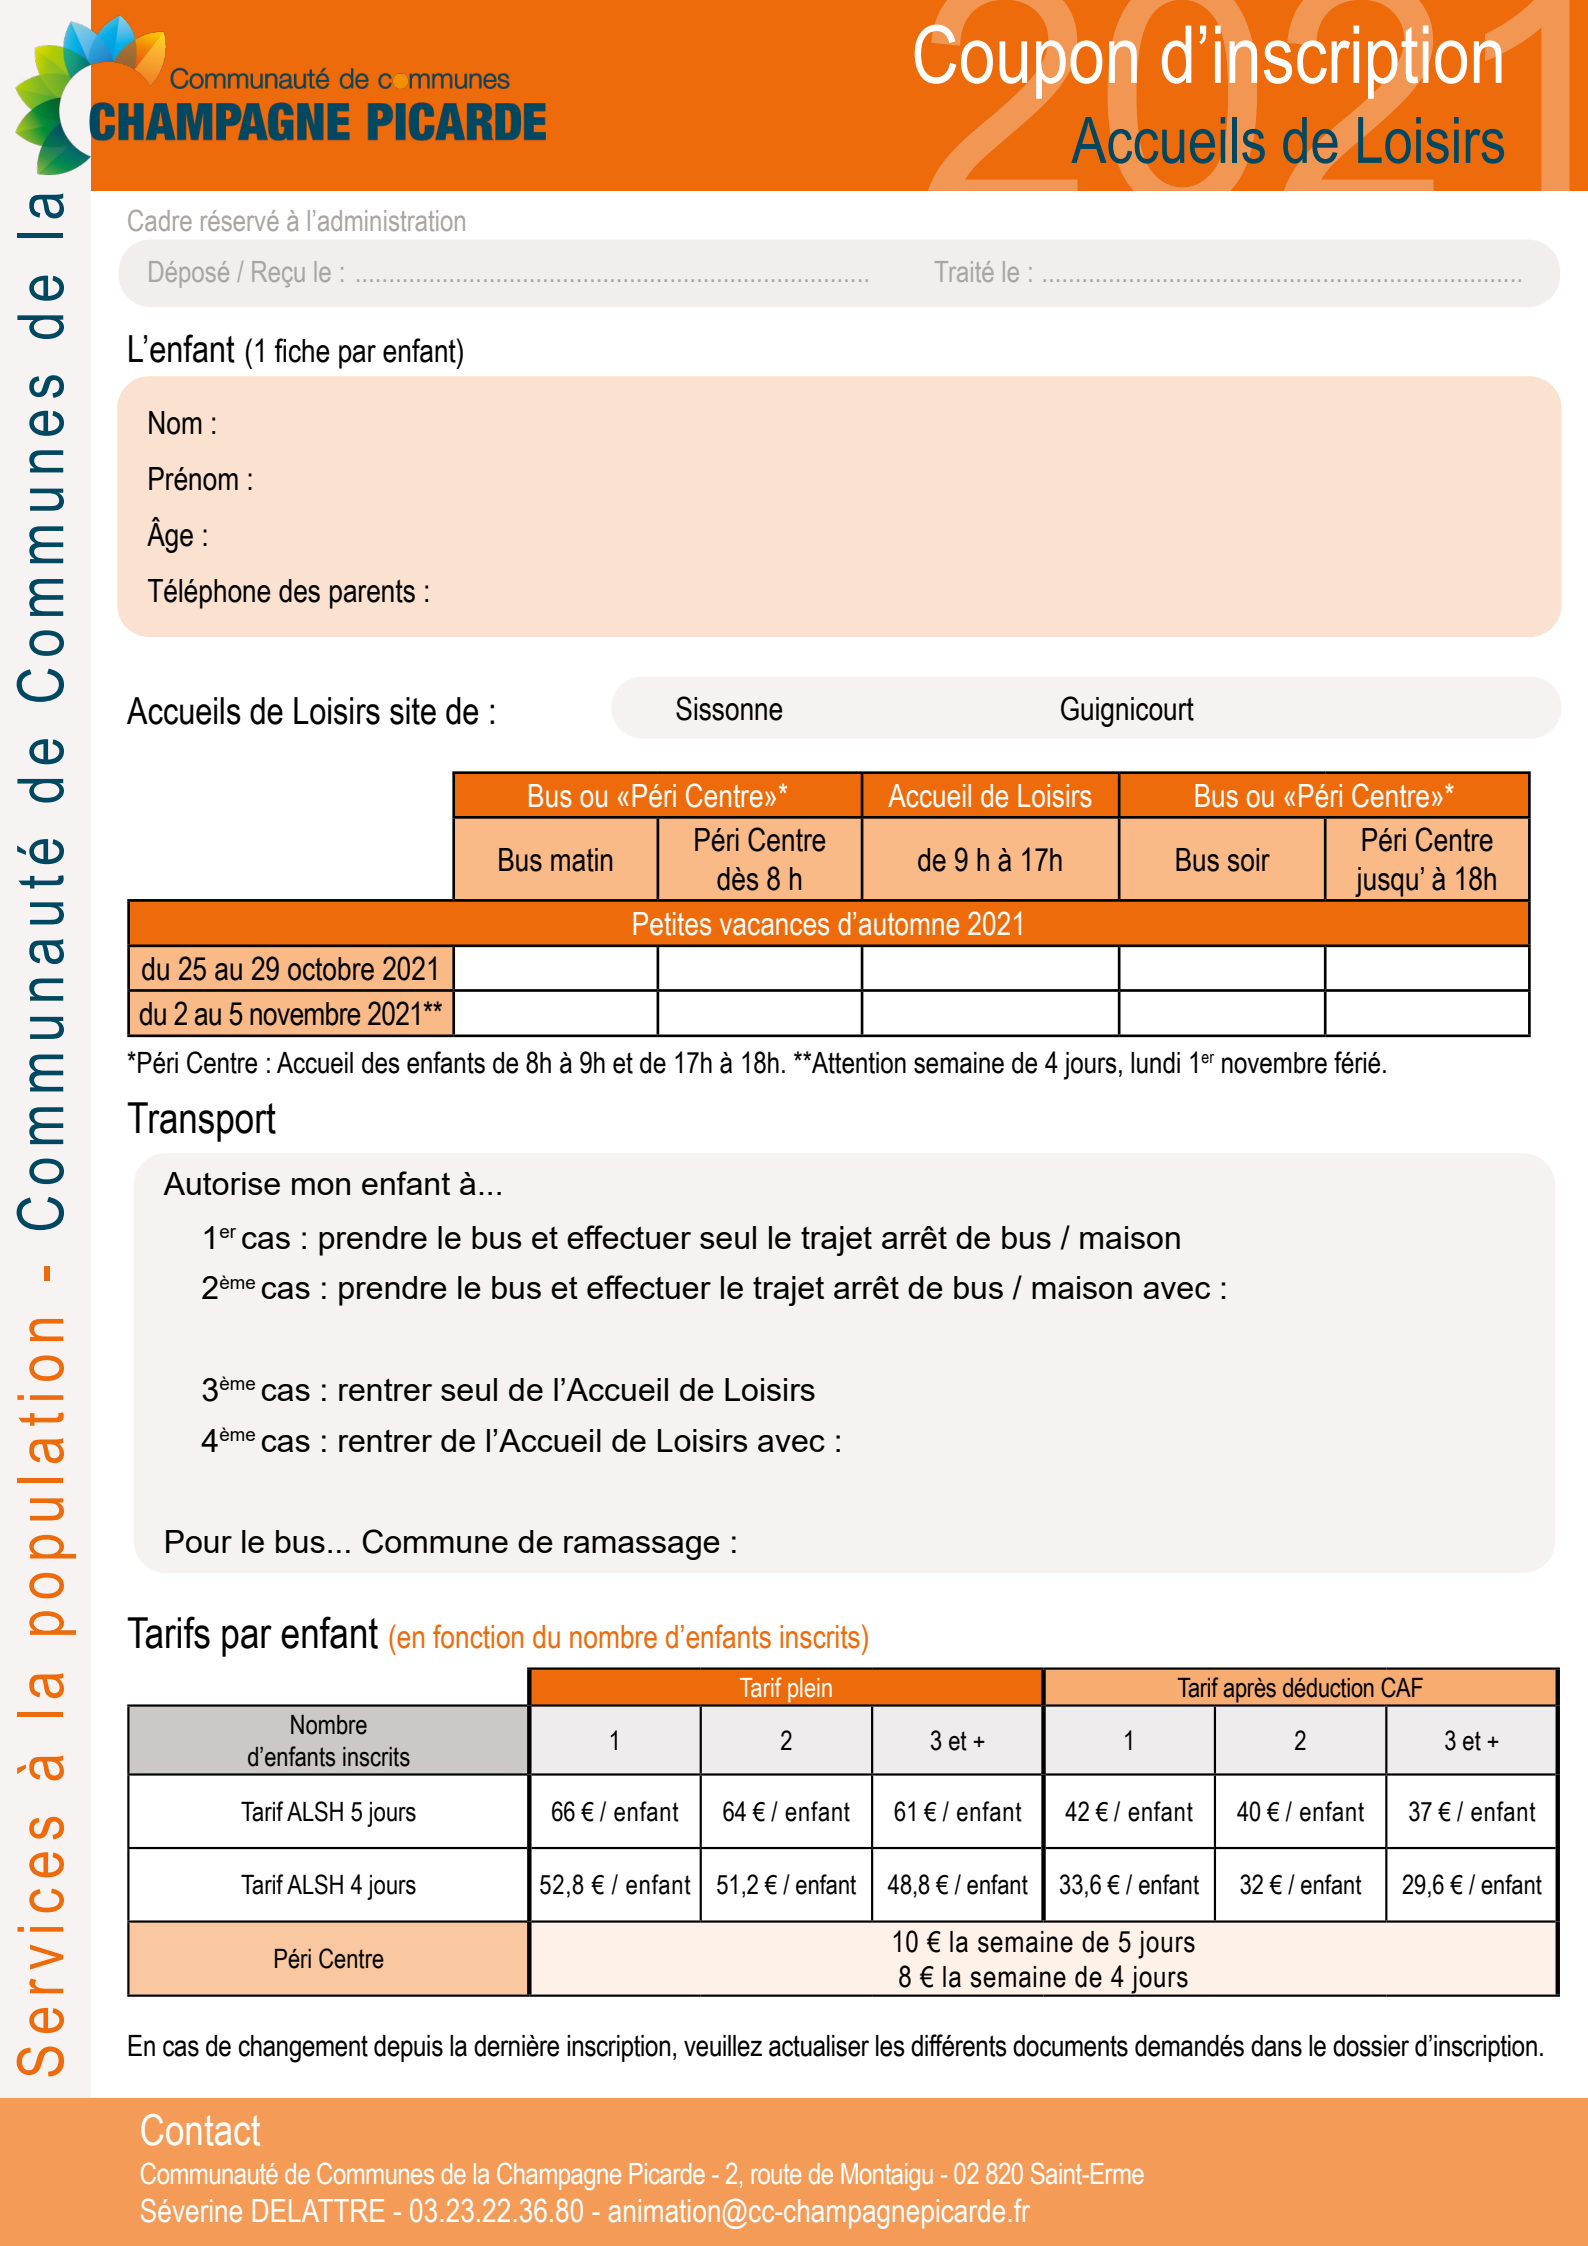 2021
Coupon d’inscription
Accueils de Loisirs
Communauté de communes
CHAMPAGNE PICARDE
Services à la population - Communauté de Communes de la
Cadre réservé à l’administration
Déposé / Reçu le : ............................................................................. Traité le : ........................................................................
L’enfant (1 fiche par enfant)
Nom :
Prénom :
Âge :
Téléphone des parents :
Accueils de Loisirs site de : Sissonne Guignicourt
Bus ou «Péri Centre»* Accueil de Loisirs Bus ou «Péri Centre»*
Bus matin Péri Centre dès 8 h de 9 h à 17h Bus soir Péri Centre jusqu’ à 18h
Petites vacances d’automne 2021
du 25 au 29 octobre 2021
du 2 au 5 novembre 2021**
*Péri Centre : Accueil des enfants de 8h à 9h et de 17h à 18h. **Attention semaine de 4 jours, lundi 1er novembre férié.
Transport
Autorise mon enfant à...
1er cas : prendre le bus et effectuer seul le trajet arrêt de bus / maison
2ème cas : prendre le bus et effectuer le trajet arrêt de bus / maison avec :
3ème cas : rentrer seul de l’Accueil de Loisirs
4ème cas : rentrer de l’Accueil de Loisirs avec :
Pour le bus... Commune de ramassage :
Tarifs par enfant (en fonction du nombre d’enfants inscrits)
Tarif plein Tarif après déduction CAF
Nombre d’enfants inscrits 1 2 3 et + 1 2 3 et +
Tarif ALSH 5 jours 66 € / enfant 64 € / enfant 61 € / enfant 42 € / enfant 40 € / enfant 37 € / enfant
Tarif ALSH 4 jours 52,8 € / enfant 51,2 € / enfant 48,8 € / enfant 33,6 € / enfant 32 € / enfant 29,6 € / enfant
Péri Centre 10 € la semaine de 5 jours
8 € la semaine de 4 jours
En cas de changement depuis la dernière inscription, veuillez actualiser les différents documents demandés dans le dossier d’inscription.
Contact
Communauté de Communes de la Champagne Picarde - 2, route de Montaigu - 02 820 Saint-Erme
Séverine DELATTRE - 03.23.22.36.80 - animation@cc-champagnepicarde.fr